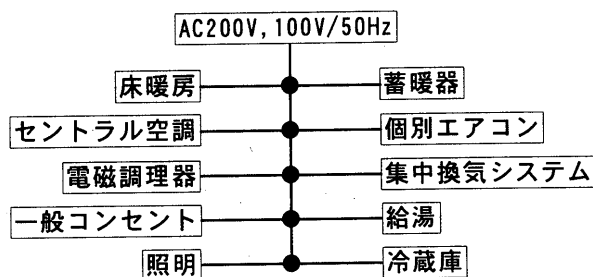 AC200V,100V/50Hz
床暖房
蓄暖器
セントラル空調
個別エアコン
電磁調理器
集中換気システム
一般コンセント
給湯
照明
冷蔵庫